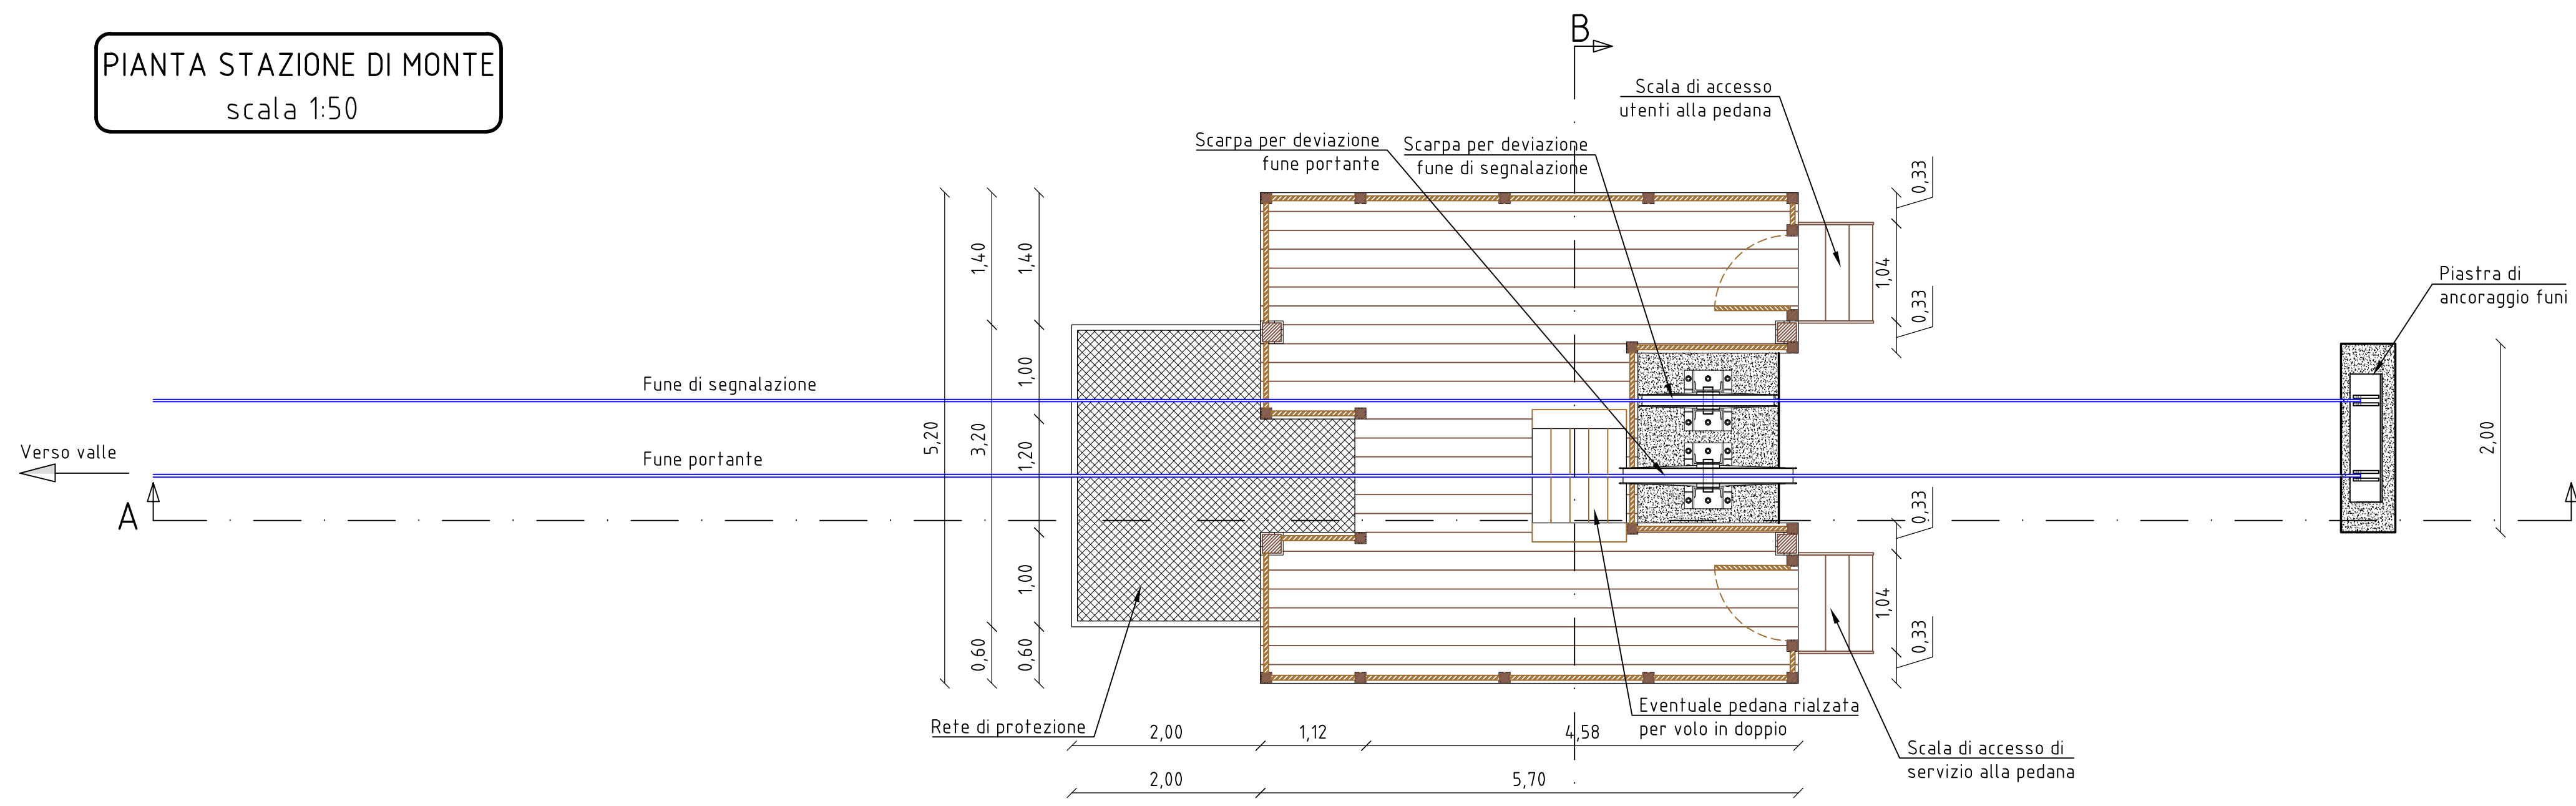 PIANTA STAZIONE DI MONTE
scala 1:50
B
Scala di accesso
utenti alla pedana
Scarpa per deviazione
fune portante
Scarpa per deviazione
fune di segnalazione
0,33
1,04
0,33
1,40
1,40
Piastra di
ancoraggio funi
Fune di segnalazione
1,00
5,20
3,20
1,20
2,00
Verso valle
Fune portante
A
0,33
1,00
1,04
0,60
0,60
0,33
Rete di protezione
Eventuale pedana rialzata
per volo in doppio
Scala di accesso di
servizio alla pedana
2,00
1,12
4,58
2,00
5,70